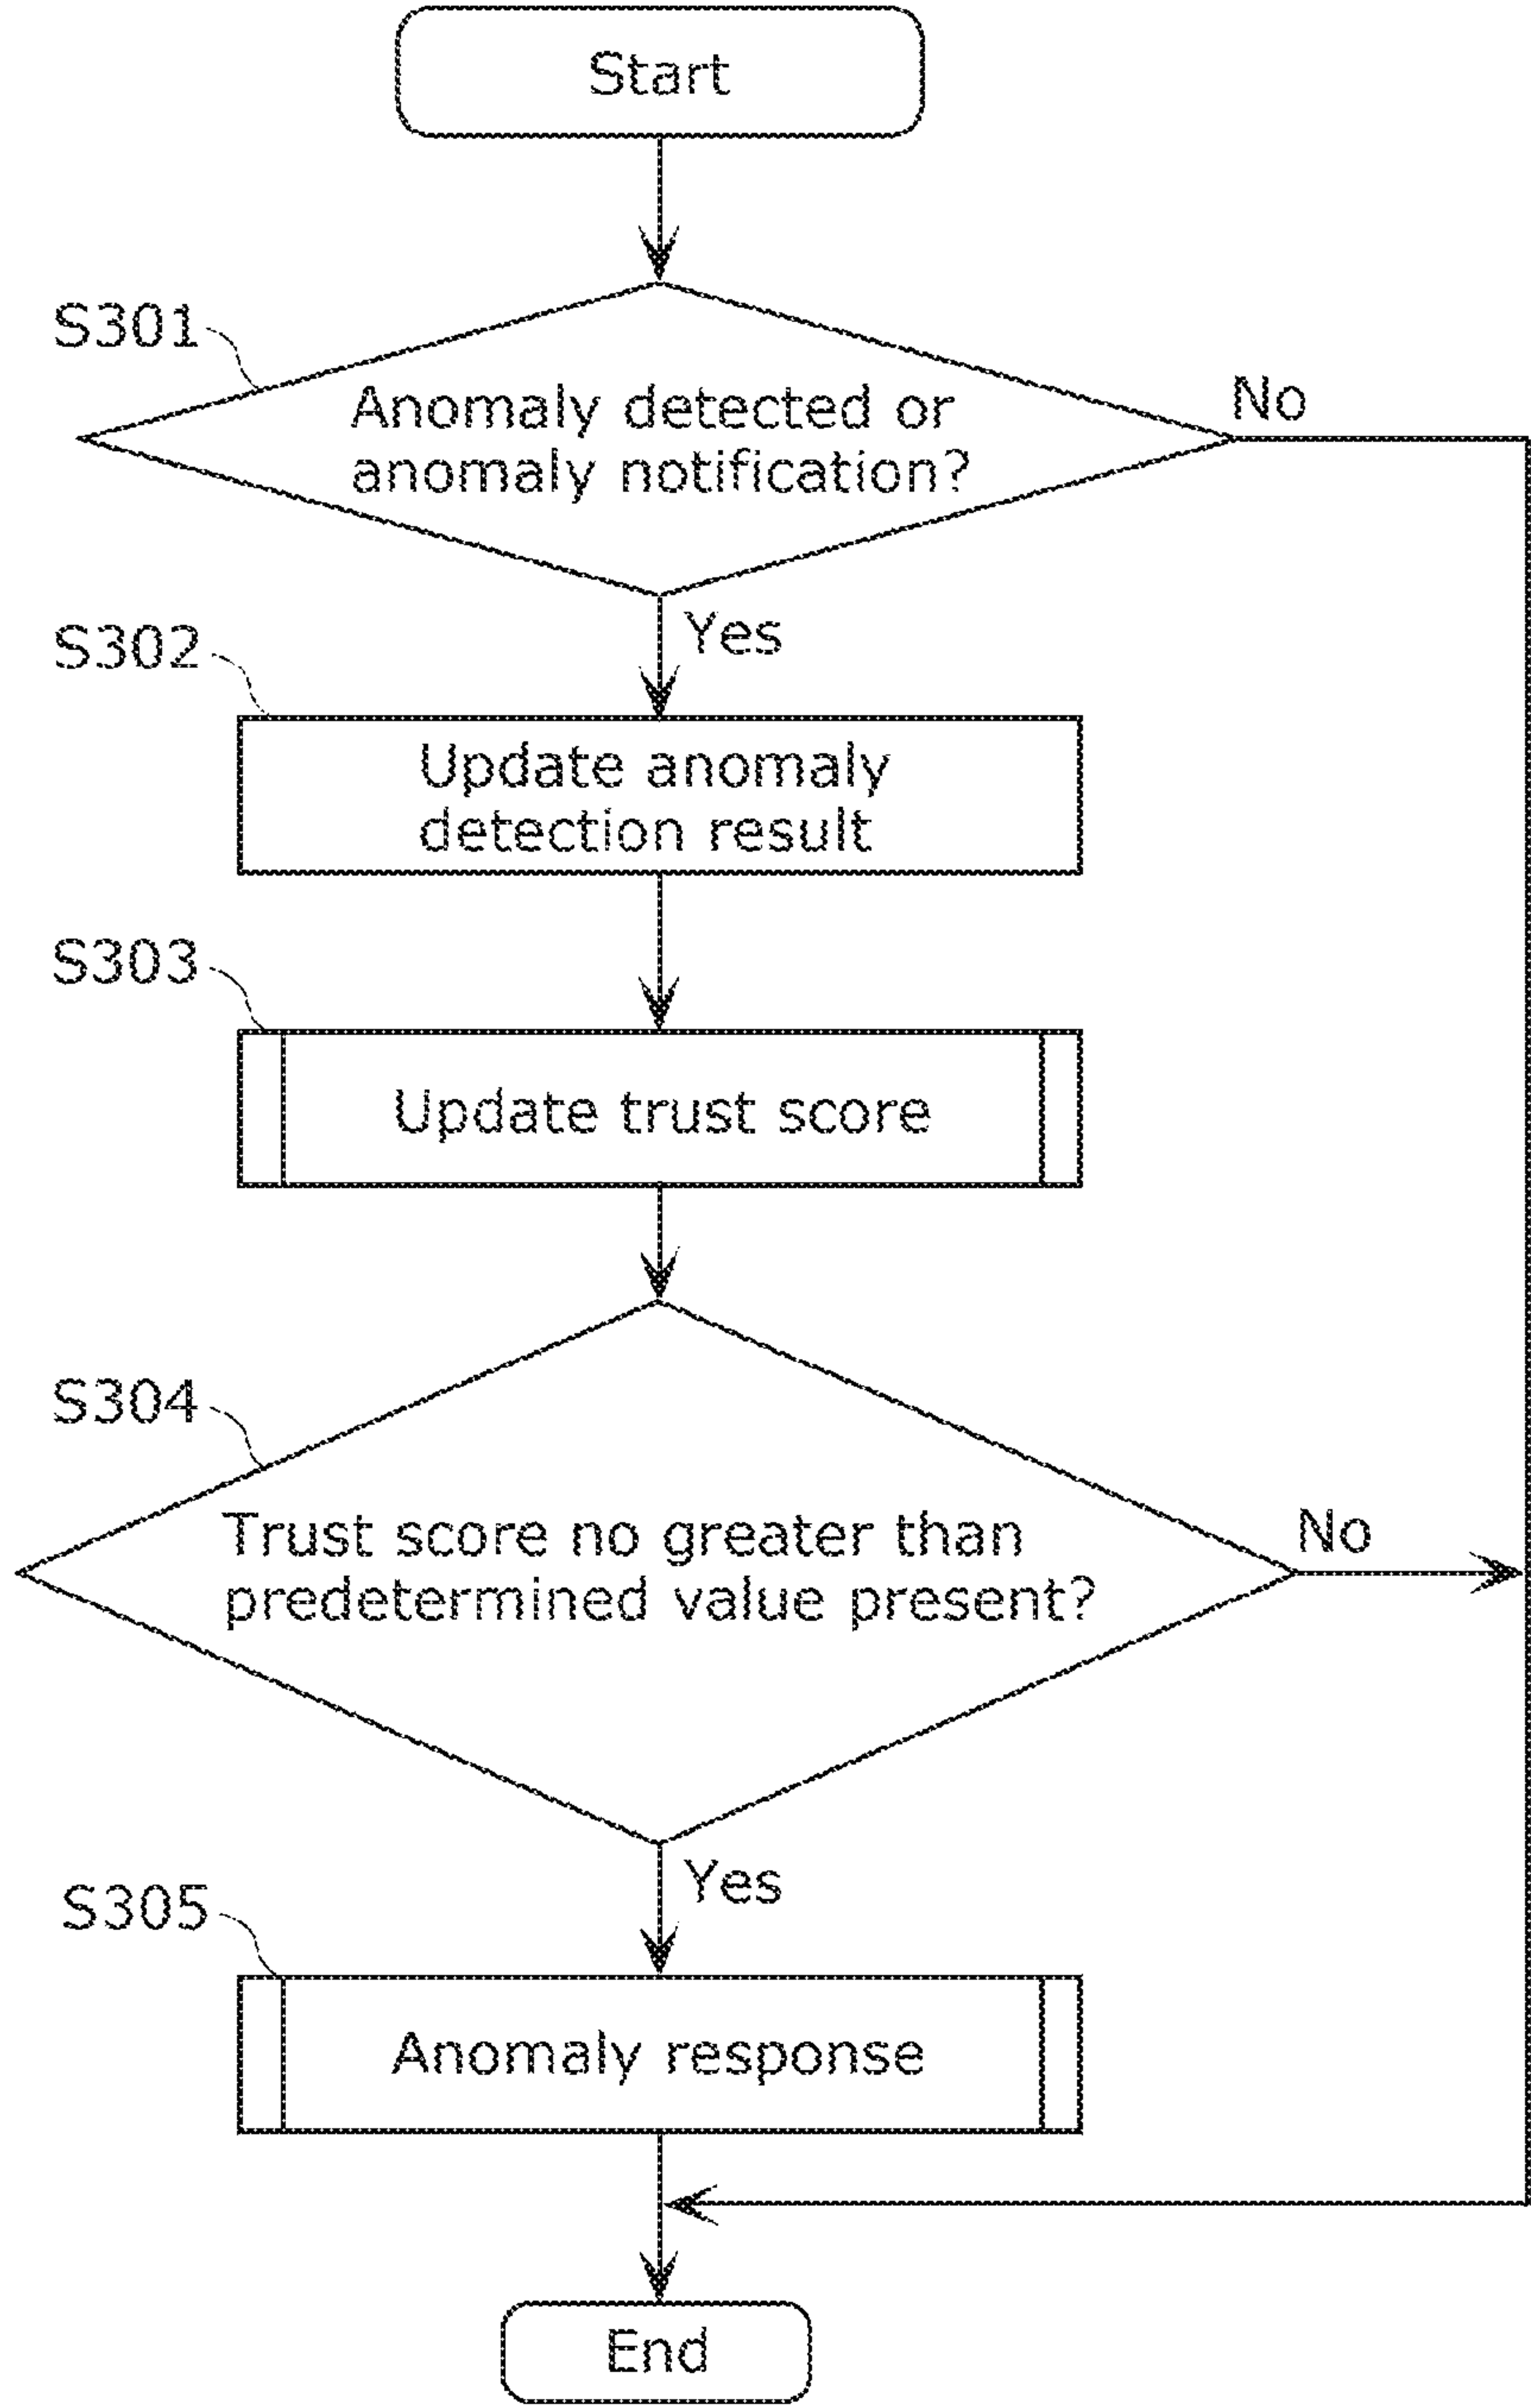 Start
S301
Anomaly detected or
anomaly notification?
No
Yes
S302
Update anomaly
detection result
S303
Update trust score
S304
Trust score no greater than
predetermined value present?
No
Yes
S305
Anomaly response
End